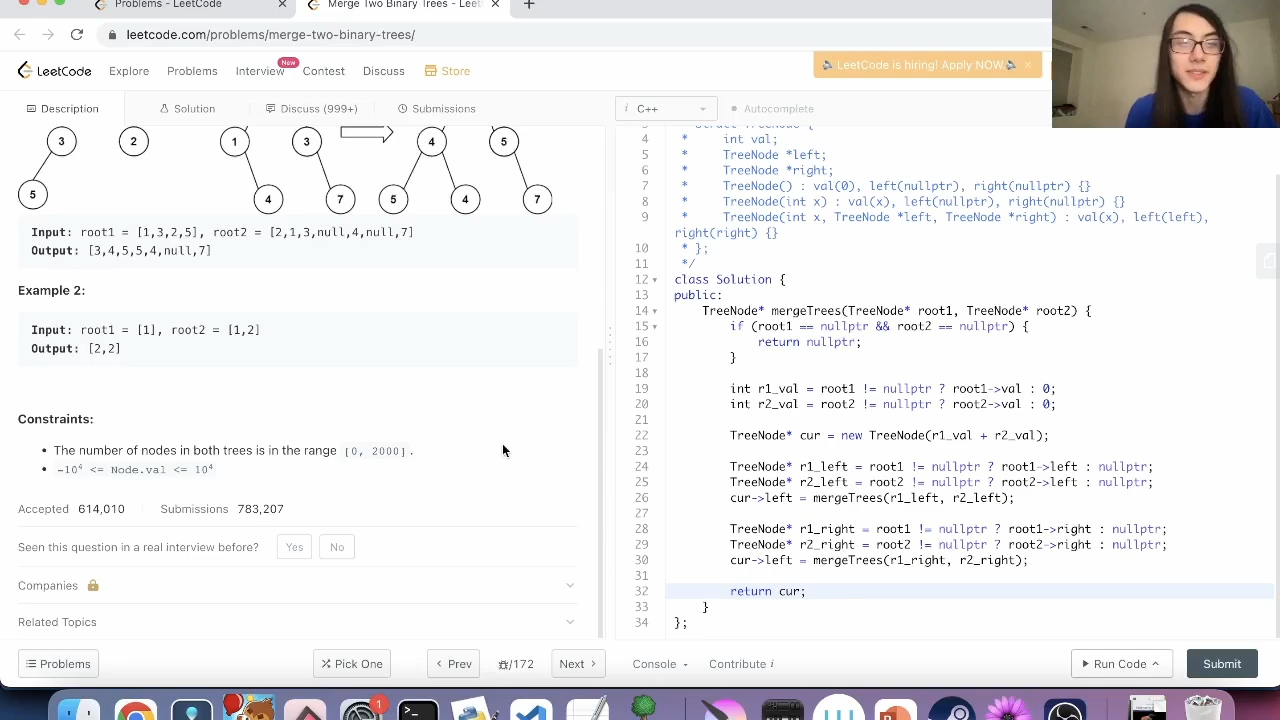 Problems - LeetCode
Merge Two Binary Trees - Leet
leetcode.com/problems/merge-two-binary-trees/
LeetCode
Explore
Problems
Interview
New
Contest
Discuss
Store
LeetCode is hiring! Apply NOW.
Description
Solution
Discuss (999+)
Submissions
i C++
Autocomplete
3 2 1 3 4 5
5 4 7 5 4 7
Input: root1 = [1,3,2,5], root2 = [2,1,3,null,4,null,7]
Output: [3,4,5,5,4,null,7]
Example 2:
Input: root1 = [1], root2 = [1,2]
Output: [2,2]
Constraints:
• The number of nodes in both trees is in the range [0, 2000].
• -10⁴ <= Node.val <= 10⁴
Accepted 614,010
Submissions 783,207
Seen this question in a real interview before?
Yes
No
Companies
Related Topics
3 * struct TreeNode {
4 * int val;
5 * TreeNode *left;
6 * TreeNode *right;
7 * TreeNode() : val(0), left(nullptr), right(nullptr) {}
8 * TreeNode(int x) : val(x), left(nullptr), right(nullptr) {}
9 * TreeNode(int x, TreeNode *left, TreeNode *right) : val(x), left(left),
right(right) {}
10 * };
11 */
12 class Solution {
13 public:
14 TreeNode* mergeTrees(TreeNode* root1, TreeNode* root2) {
15 if (root1 == nullptr && root2 == nullptr) {
16 return nullptr;
17 }
18
19 int r1_val = root1 != nullptr ? root1->val : 0;
20 int r2_val = root2 != nullptr ? root2->val : 0;
21
22 TreeNode* cur = new TreeNode(r1_val + r2_val);
23
24 TreeNode* r1_left = root1 != nullptr ? root1->left : nullptr;
25 TreeNode* r2_left = root2 != nullptr ? root2->left : nullptr;
26 cur->left = mergeTrees(r1_left, r2_left);
27
28 TreeNode* r1_right = root1 != nullptr ? root1->right : nullptr;
29 TreeNode* r2_right = root2 != nullptr ? root2->right : nullptr;
30 cur->left = mergeTrees(r1_right, r2_right);
31
32 return cur;
33 }
34 };
Problems
Pick One
Prev
/172
Next
Console
Contribute i
Run Code
Submit
1